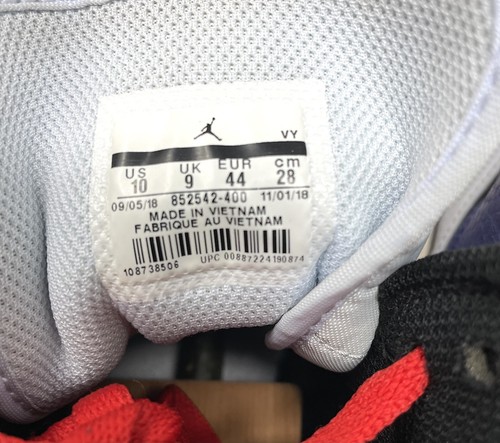 VY
US UK EUR cm
10 9 44 28
09/05/18 852542-400 11/01/18
MADE IN VIETNAM
FABRIQUE AU VIETNAM
108738506 UPC 00887224190874